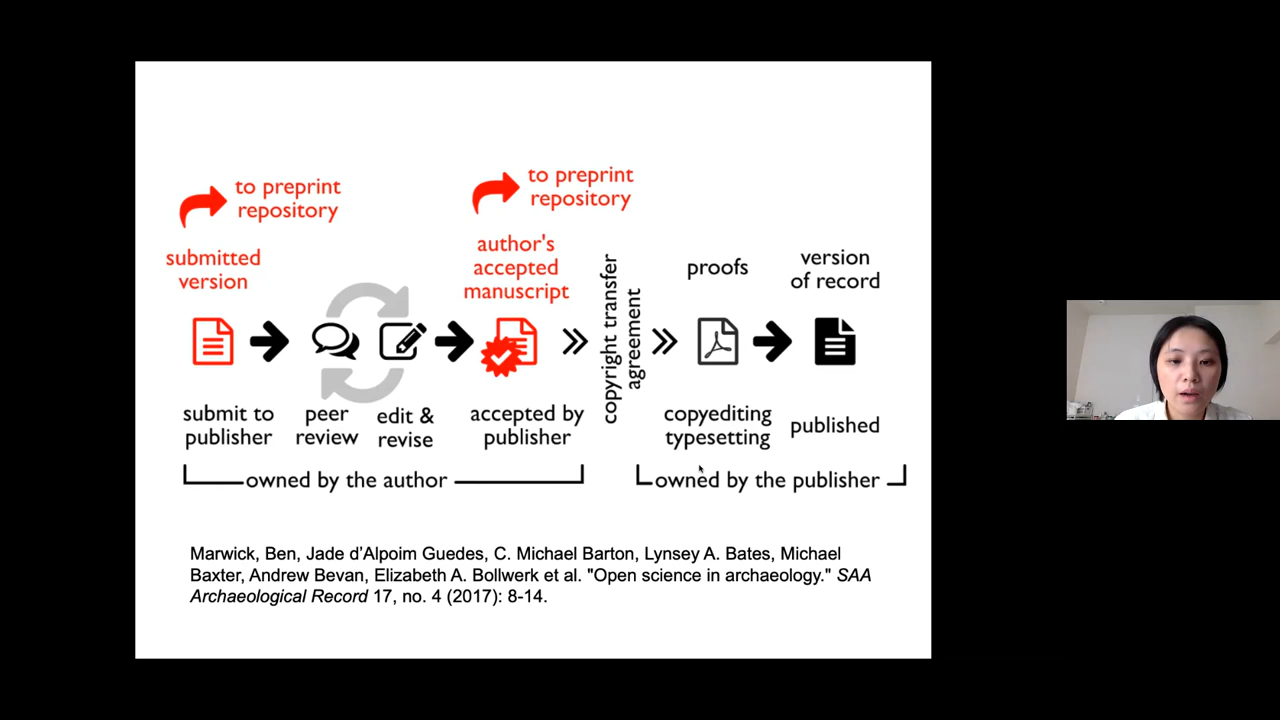 to preprint
repository
to preprint
repository
submitted
version
author's
accepted
manuscript
copyright transfer
agreement
proofs
version
of record
submit to
publisher
peer
review
edit &
revise
accepted by
publisher
copyediting
typesetting
published
owned by the author
owned by the publisher
Marwick, Ben, Jade d’Alpoim Guedes, C. Michael Barton, Lynsey A. Bates, Michael
Baxter, Andrew Bevan, Elizabeth A. Bollwerk et al. "Open science in archaeology." SAA
Archaeological Record 17, no. 4 (2017): 8-14.